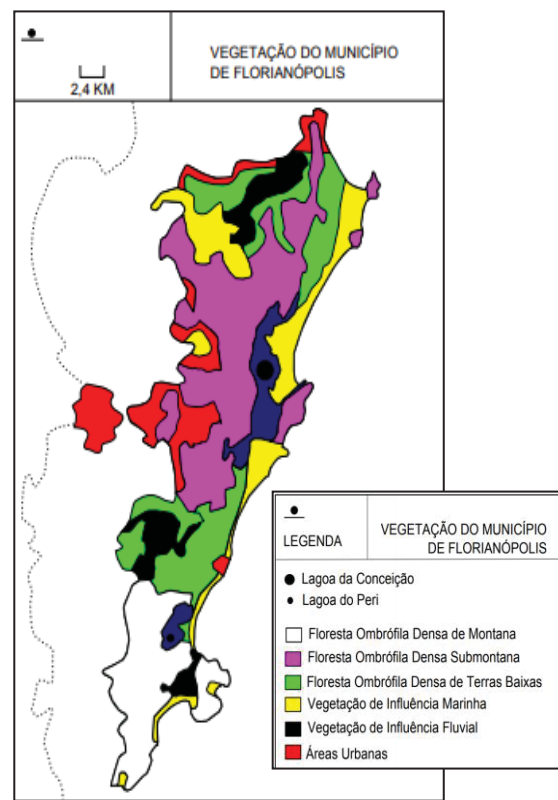 VEGETAÇÃO DO MUNICÍPIO
DE FLORIANÓPOLIS
2,4 KM
LEGENDA
VEGETAÇÃO DO MUNICÍPIO
DE FLORIANÓPOLIS
Lagoa da Conceição
Lagoa do Peri
Floresta Ombrófila Densa de Montana
Floresta Ombrófila Densa Submontana
Floresta Ombrófila Densa de Terras Baixas
Vegetação de Influência Marinha
Vegetação de Influência Fluvial
Áreas Urbanas